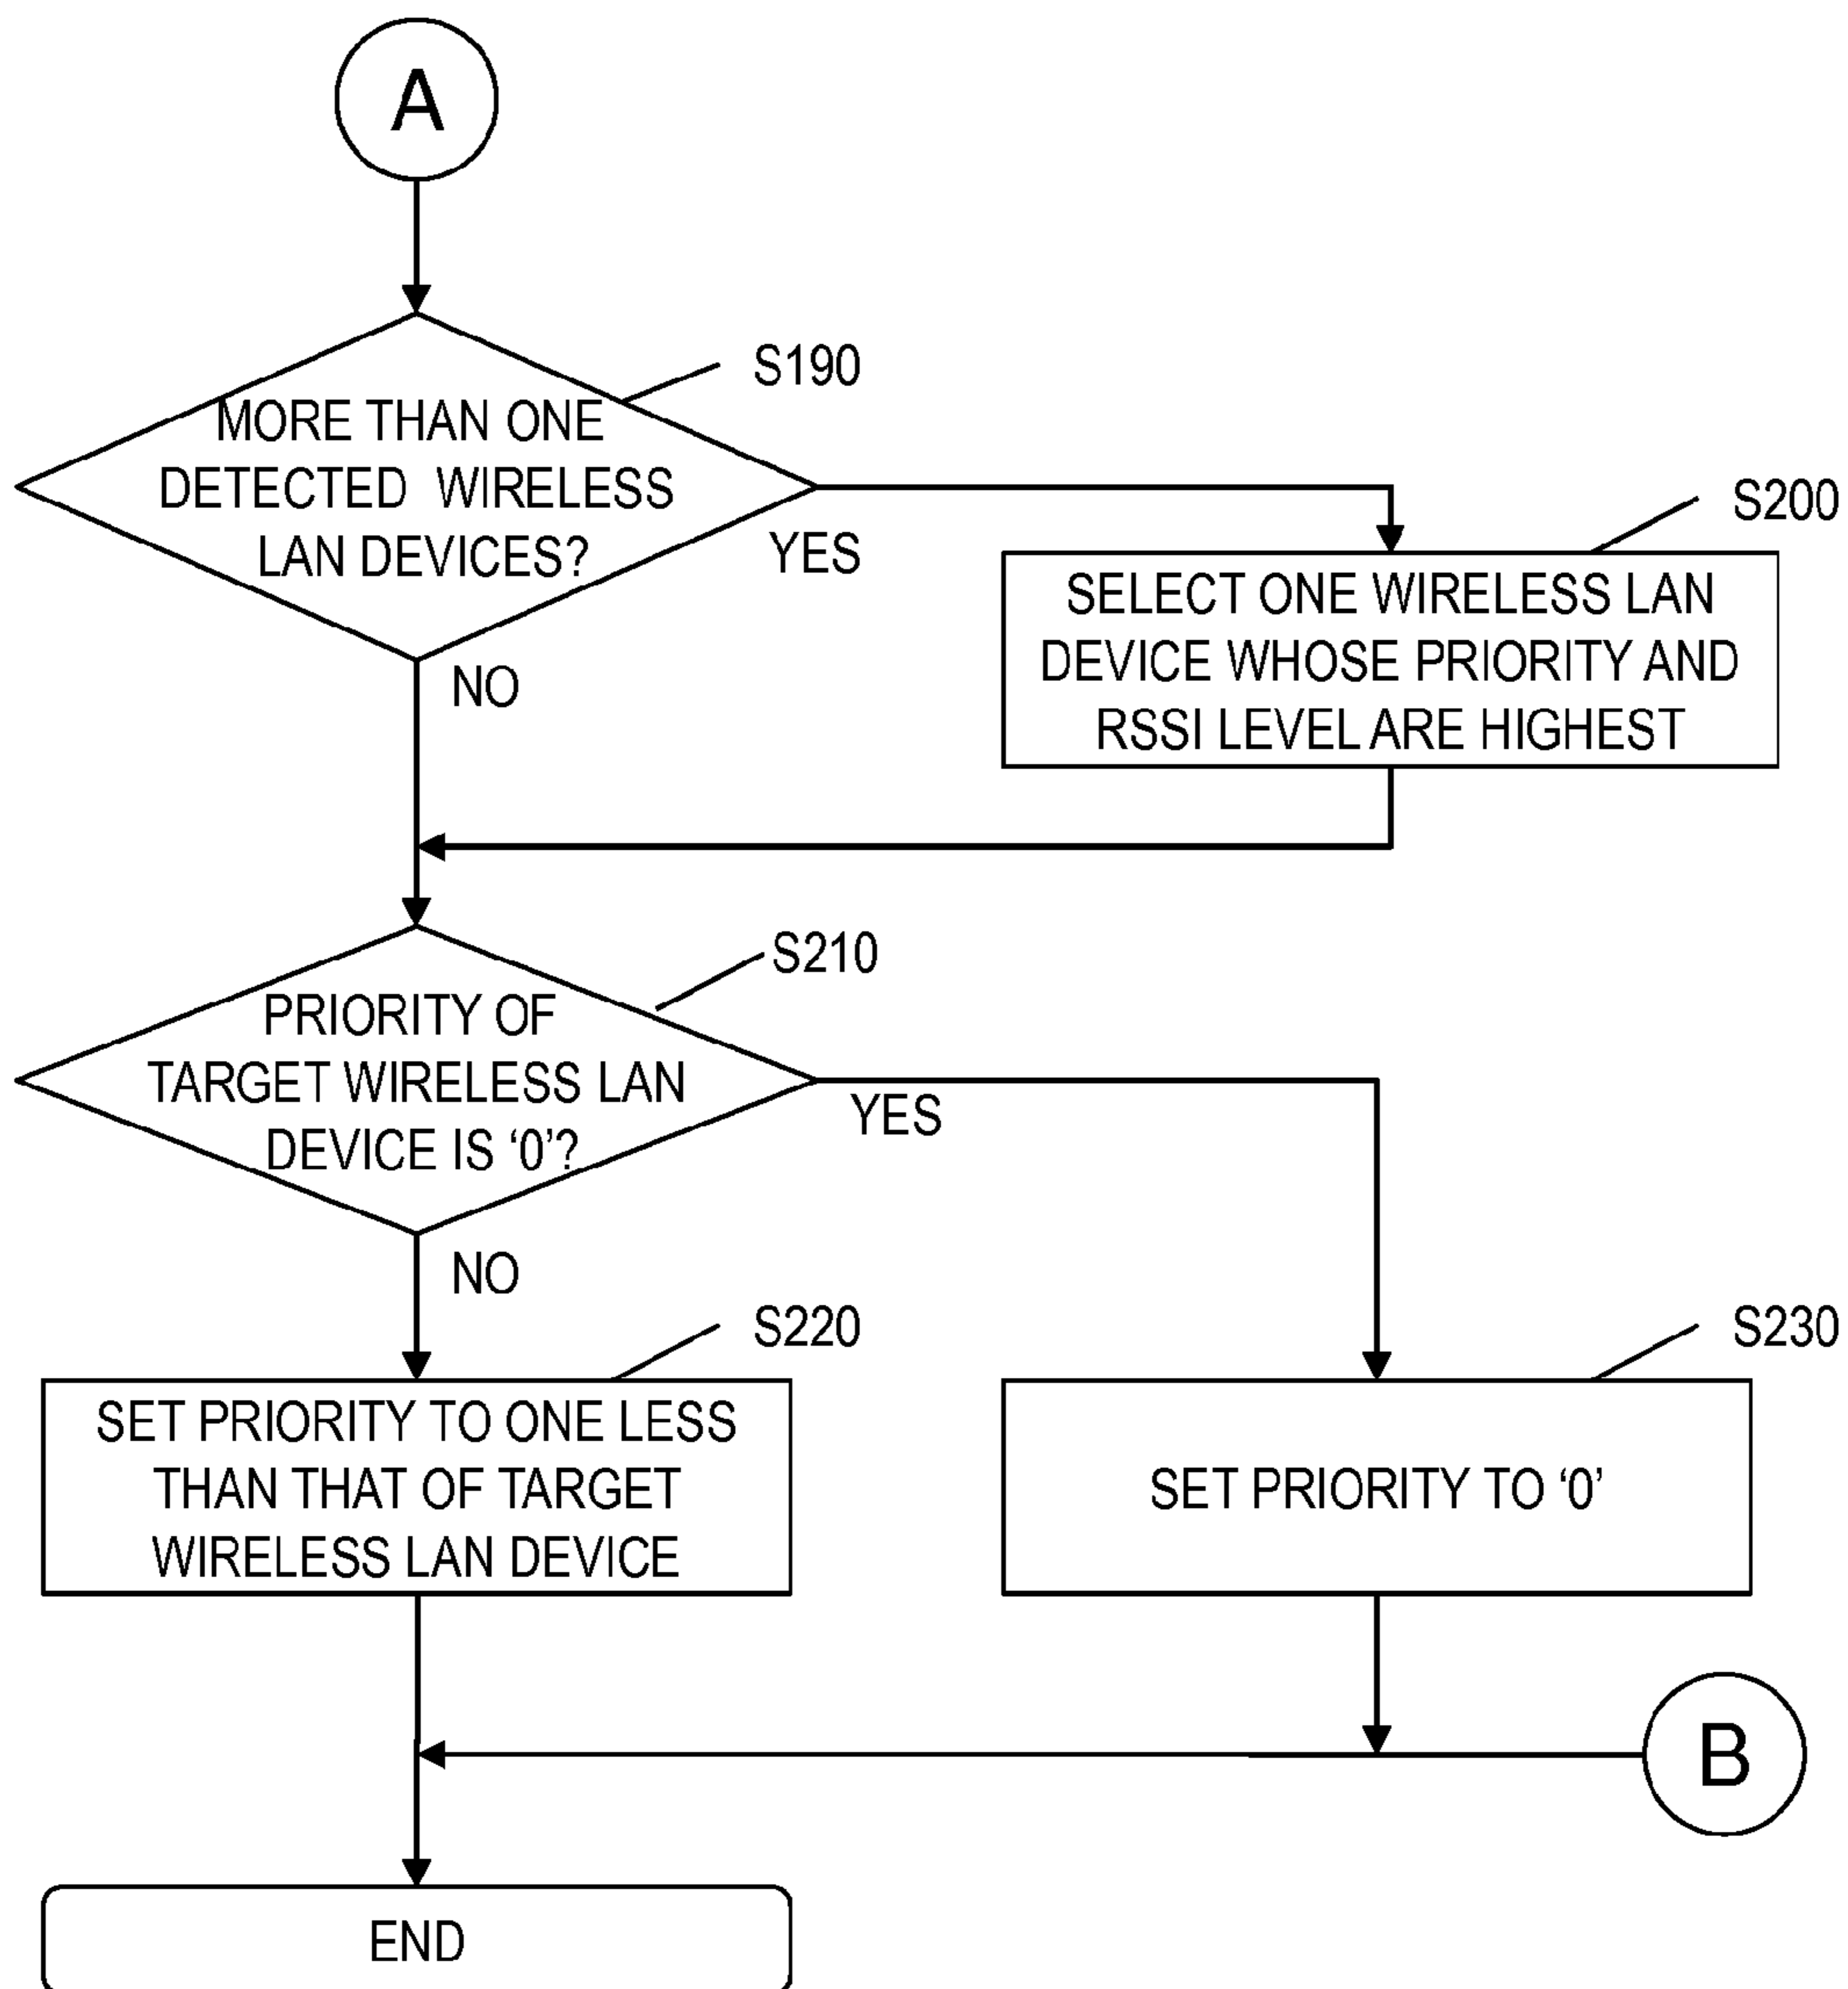 A
S190
MORE THAN ONE
DETECTED WIRELESS
LAN DEVICES?
YES
NO
S200
SELECT ONE WIRELESS LAN
DEVICE WHOSE PRIORITY AND
RSSI LEVEL ARE HIGHEST
S210
PRIORITY OF
TARGET WIRELESS LAN
DEVICE IS ‘0’?
YES
NO
S220
SET PRIORITY TO ONE LESS
THAN THAT OF TARGET
WIRELESS LAN DEVICE
S230
SET PRIORITY TO ‘0’
B
END